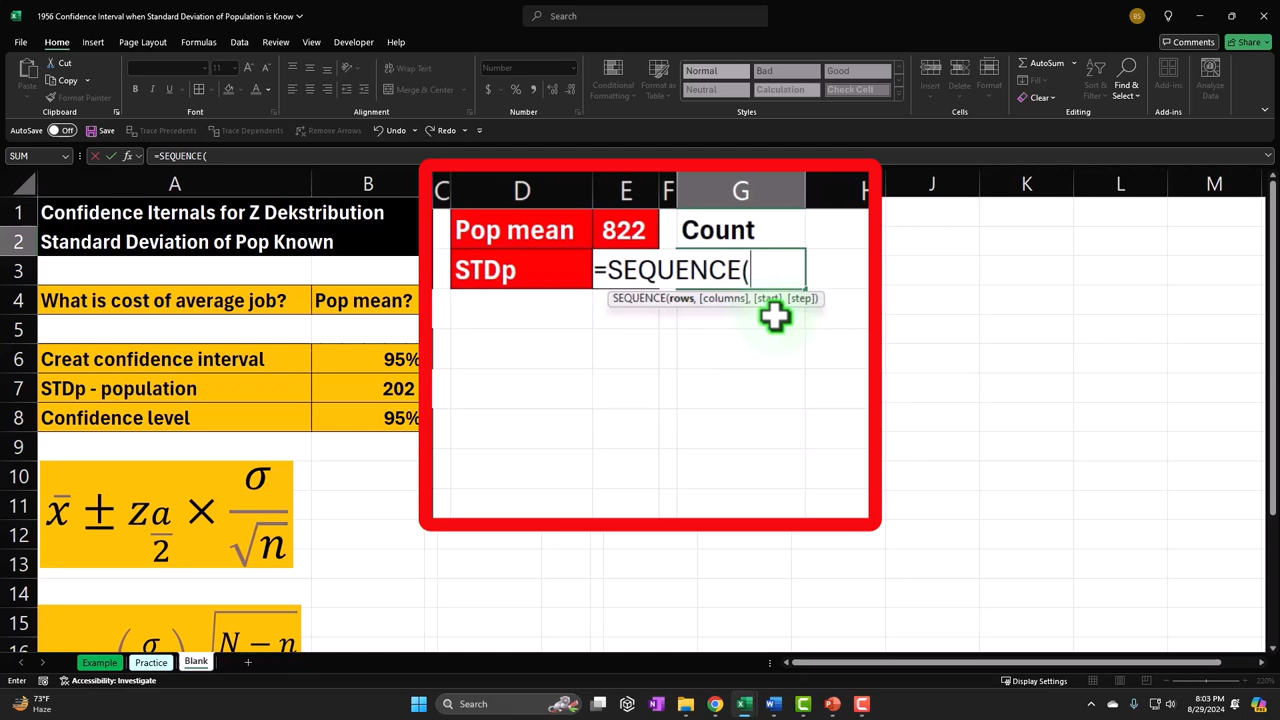 1956 Confidence Interval when Standard Deviation of Population is Know
Search
BS
File Home Insert Page Layout Formulas Data Review View Developer Help
Comments Share
Paste
Cut
Copy
Format Painter
Clipboard
11
Font
Wrap Text
Merge & Center
Alignment
Number
Number
Conditional Formatting
Format as Table
Normal Bad Good
Neutral Calculation Check Cell
Styles
Insert Delete Format
Cells
AutoSum
Fill
Clear
Sort & Filter
Find & Select
Editing
Add-ins
Add-ins
Analyze Data
AutoSave Off Save Trace Precedents Trace Dependents Remove Arrows Undo Redo
SUM fx =SEQUENCE(
A B J K L M
C D E F G H
1 Confidence Iternals for Z Dekstribution
2 Standard Deviation of Pop Known
3
4 What is cost of average job? Pop mean?
5
6 Creat confidence interval 95%
7 STDp - population 202
8 Confidence level 95%
9
10
11
12
13
14
15
16
Pop mean 822 Count
STDp =SEQUENCE(
SEQUENCE(rows, [columns], [start], [step])
x̄ ± z a/2 × σ/√n
(σ √N − n
Example Practice Blank
Enter Accessibility: Investigate Display Settings 220%
73°F
Haze
Search
8:03 PM
8/29/2024